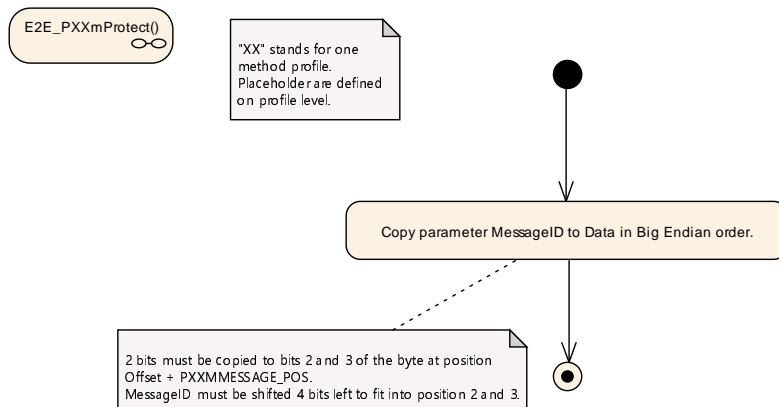 E2E_PXXmProtect()
"XX" stands for one
method profile.
Placeholder are defined
on profile level.
Copy parameter MessageID to Data in Big Endian order.
2 bits must be copied to bits 2 and 3 of the byte at position
Offset + PXXMMESSAGE_POS.
MessageID must be shifted 4 bits left to fit into position 2 and 3.